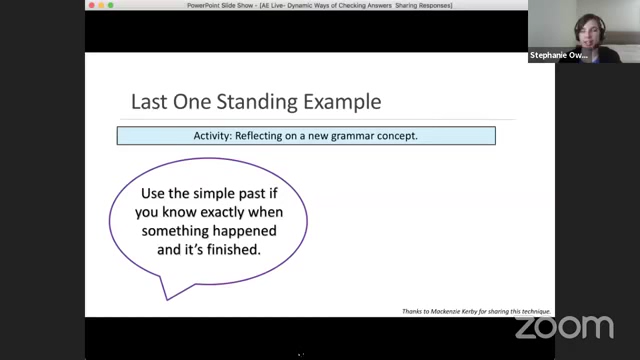 PowerPoint Slide Show - [AE Live- Dynamic Ways of Checking Answers  Sharing Responses]
Stephanie Ow...
Last One Standing Example
Activity: Reflecting on a new grammar concept.
Use the simple past if
you know exactly when
something happened
and it's finished.
Thanks to Mackenzie Kerby for sharing this technique.
zoom